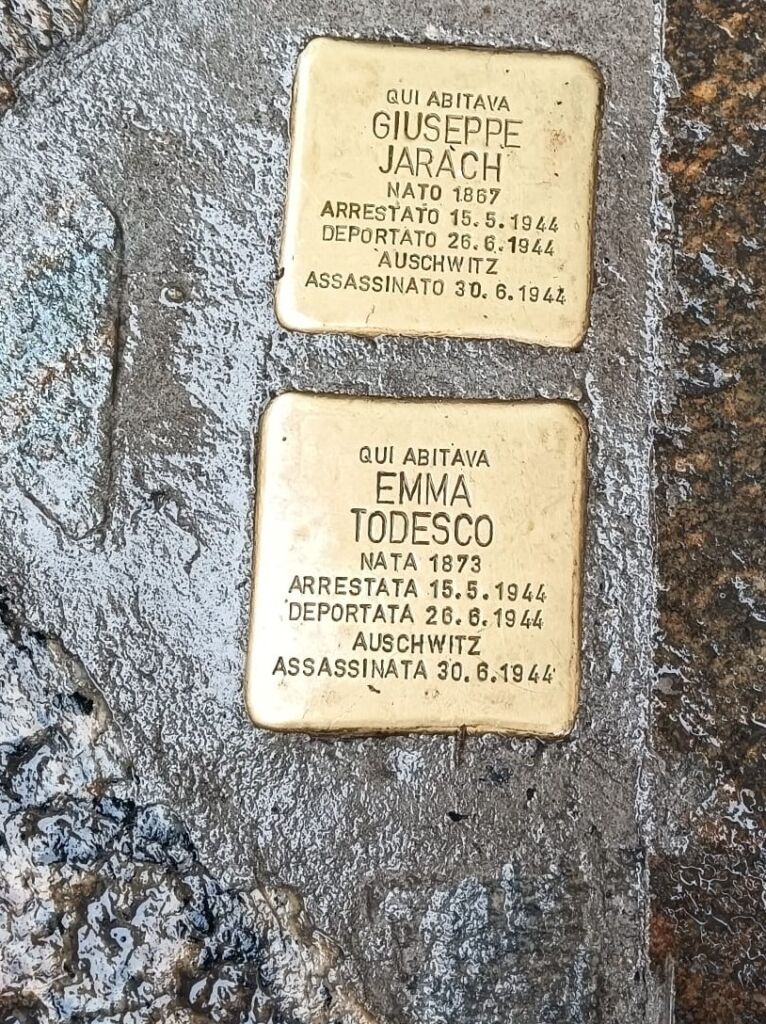 QUI ABITAVA
GIUSEPPE
JARACH
NATO 1867
ARRESTATO 15.5.1944
DEPORTATO 26.6.1944
AUSCHWITZ
ASSASSINATO 30.6.1944
QUI ABITAVA
EMMA
TODESCO
NATA 1873
ARRESTATA 15.5.1944
DEPORTATA 26.6.1944
AUSCHWITZ
ASSASSINATA 30.6.1944